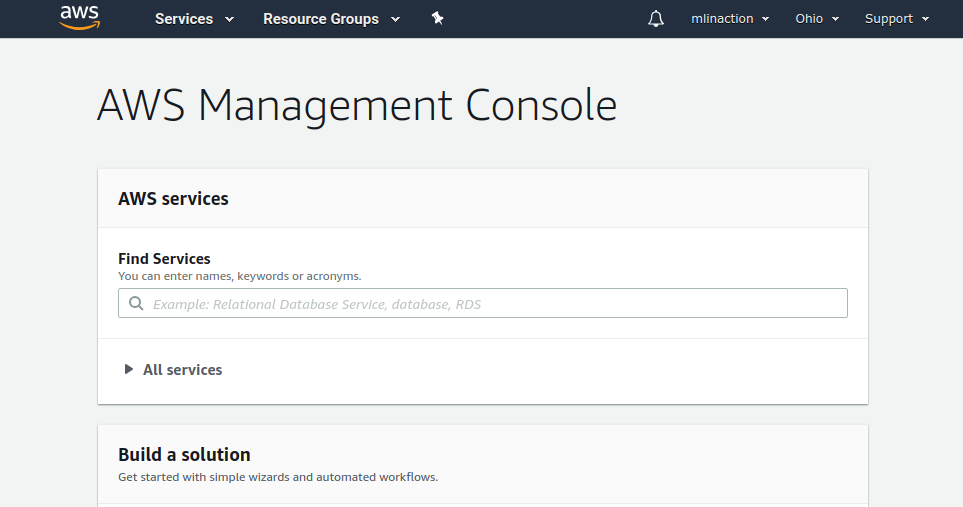 aws Services Resource Groups mlinaction Ohio Support
AWS Management Console
AWS services
Find Services
You can enter names, keywords or acronyms.
Example: Relational Database Service, database, RDS
All services
Build a solution
Get started with simple wizards and automated workflows.